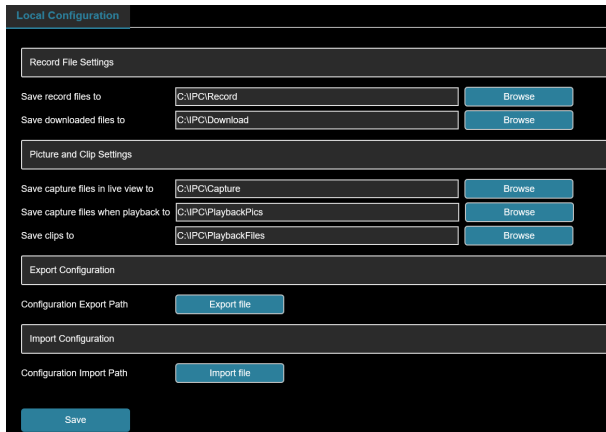 Local Configuration
Record File Settings
Save record files to C:\IPC\Record Browse
Save downloaded files to C:\IPC\Download Browse
Picture and Clip Settings
Save capture files in live view to C:\IPC\Capture Browse
Save capture files when playback to C:\IPC\PlaybackPics Browse
Save clips to C:\IPC\PlaybackFiles Browse
Export Configuration
Configuration Export Path Export file
Import Configuration
Configuration Import Path Import file
Save